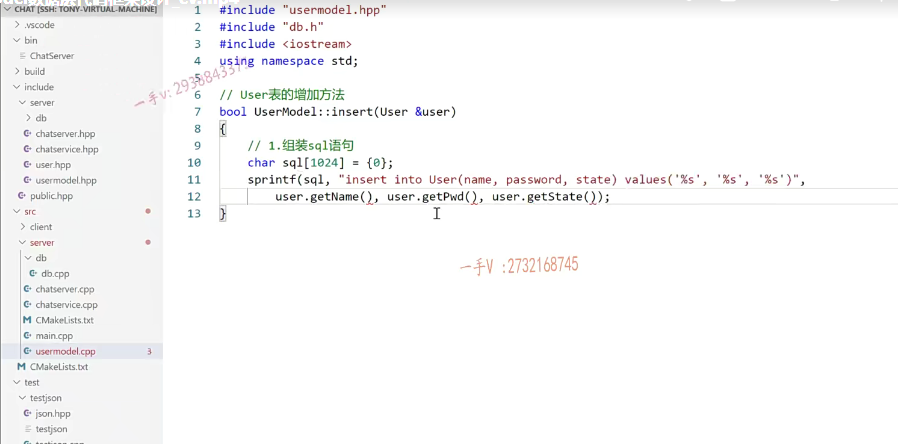 CHAT [SSH: TONY-VIRTUAL-MACHINE]
.vscode
bin
ChatServer
build
include
server
db
chatserver.hpp
chatservice.hpp
user.hpp
usermodel.hpp
public.hpp
src
client
server
db
db.cpp
chatserver.cpp
chatservice.cpp
CMakeLists.txt
main.cpp
usermodel.cpp 3
CMakeLists.txt
test
testjson
json.hpp
testjson
1 #include "usermodel.hpp"
2 #include "db.h"
3 #include <iostream>
4 using namespace std;
5
6 // User表的增加方法
7 bool UserModel::insert(User &user)
8 {
9 // 1.组装sql语句
10 char sql[1024] = {0};
11 sprintf(sql, "insert into User(name, password, state) values('%s', '%s', '%s')",
12 user.getName(), user.getPwd(), user.getState());
13 }
一手V :2732168745